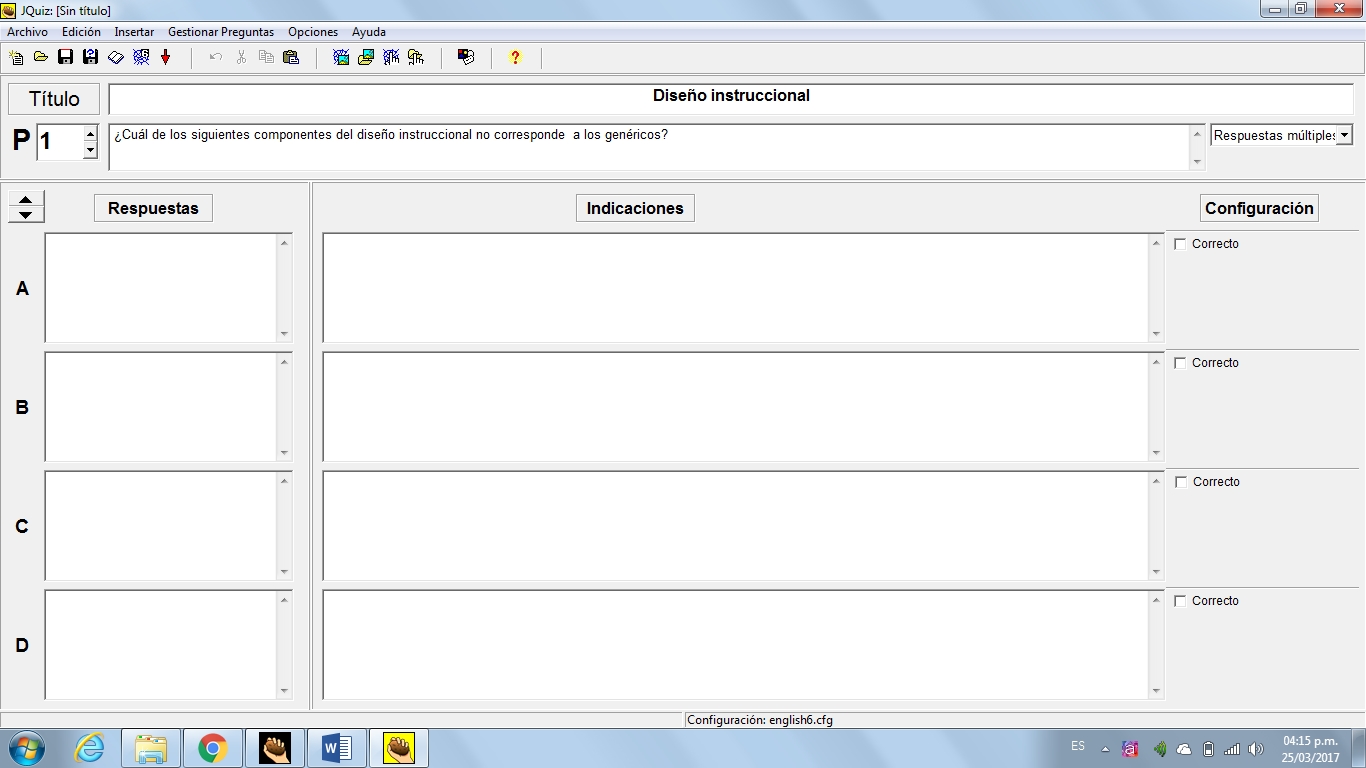 JQuiz: [Sin título]
Archivo Edición Insertar Gestionar Preguntas Opciones Ayuda
Título
Diseño instruccional
P 1
¿Cuál de los siguientes componentes del diseño instruccional no corresponde  a los genéricos?
Respuestas múltiples
Respuestas
Indicaciones
Configuración
A
Correcto
B
Correcto
C
Correcto
D
Correcto
Configuración: english6.cfg
ES
04:15 p.m.
25/03/2017